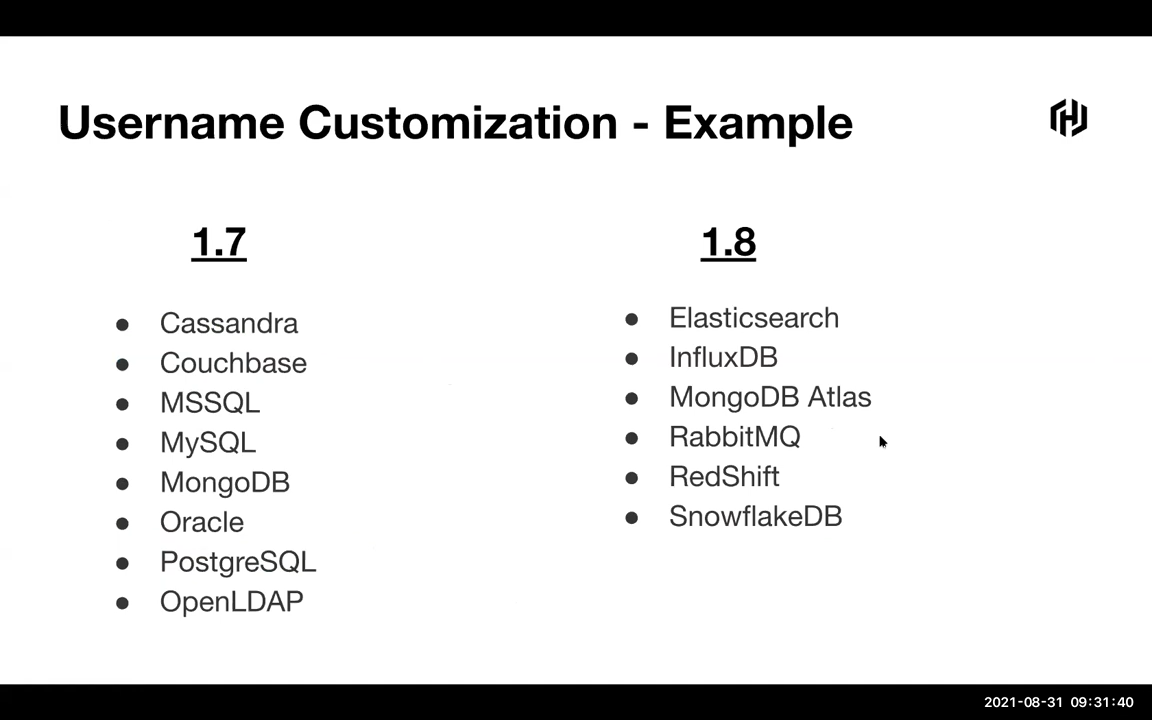 Username Customization - Example
1.7
Cassandra
Couchbase
MSSQL
MySQL
MongoDB
Oracle
PostgreSQL
OpenLDAP
1.8
Elasticsearch
InfluxDB
MongoDB Atlas
RabbitMQ
RedShift
SnowflakeDB
2021-08-31 09:31:40